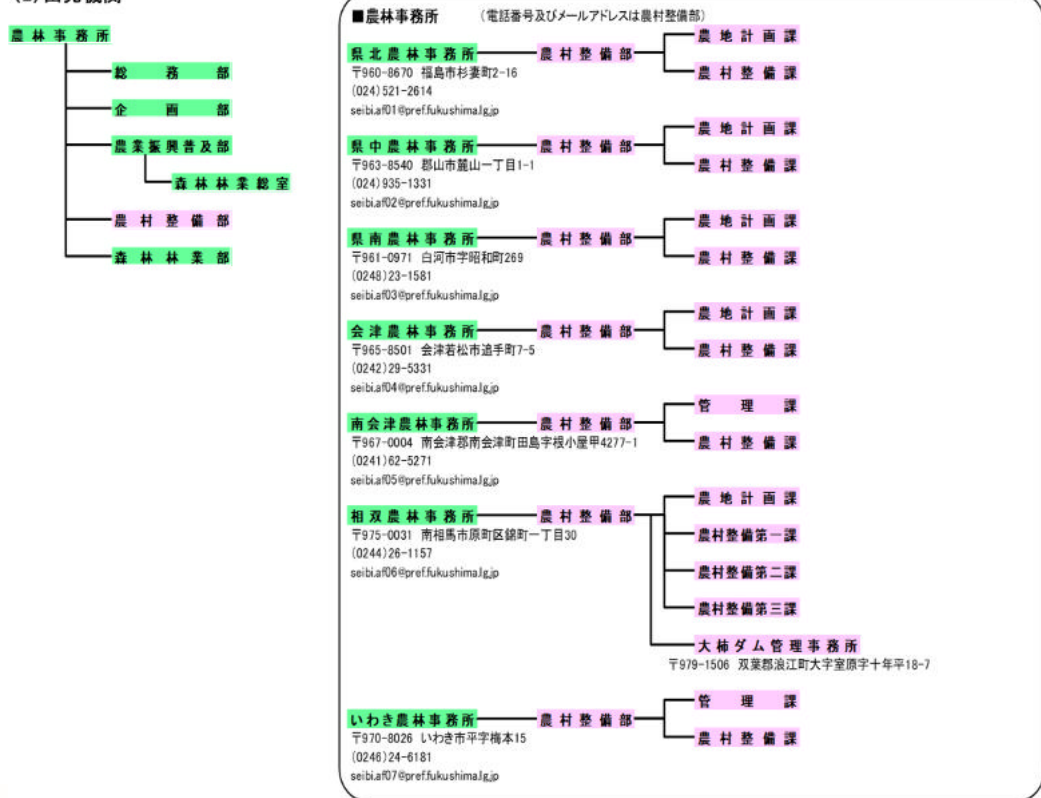 農林事務所
総務部
企画部
農業振興普及部
森林林業総室
農村整備部
森林林業部
■農林事務所 (電話番号及びメールアドレスは農村整備部)
県北農林事務所 農村整備部 農地計画課
農村整備課
〒960-8670 福島市杉妻町2-16
(024)521-2614
seibi.af01@pref.fukushima.lg.jp
県中農林事務所 農村整備部 農地計画課
農村整備課
〒963-8540 郡山市麓山一丁目1-1
(024)935-1331
seibi.af02@pref.fukushima.lg.jp
県南農林事務所 農村整備部 農地計画課
農村整備課
〒961-0971 白河市字昭和町269
(0248)23-1581
seibi.af03@pref.fukushima.lg.jp
会津農林事務所 農村整備部 農地計画課
農村整備課
〒965-8501 会津若松市追手町7-5
(0242)29-5331
seibi.af04@pref.fukushima.lg.jp
南会津農林事務所 農村整備部 管理課
農村整備課
〒967-0004 南会津郡南会津町田島字根小屋甲4277-1
(0241)62-5271
seibi.af05@pref.fukushima.lg.jp
相双農林事務所 農村整備部 農地計画課
農村整備第一課
農村整備第二課
農村整備第三課
大柿ダム管理事務所
〒979-1506 双葉郡浪江町大字室原字十年平18-7
〒975-0031 南相馬市原町区錦町一丁目30
(0244)26-1157
seibi.af06@pref.fukushima.lg.jp
いわき農林事務所 農村整備部 管理課
農村整備課
〒970-8026 いわき市平字梅本15
(0246)24-6181
seibi.af07@pref.fukushima.lg.jp